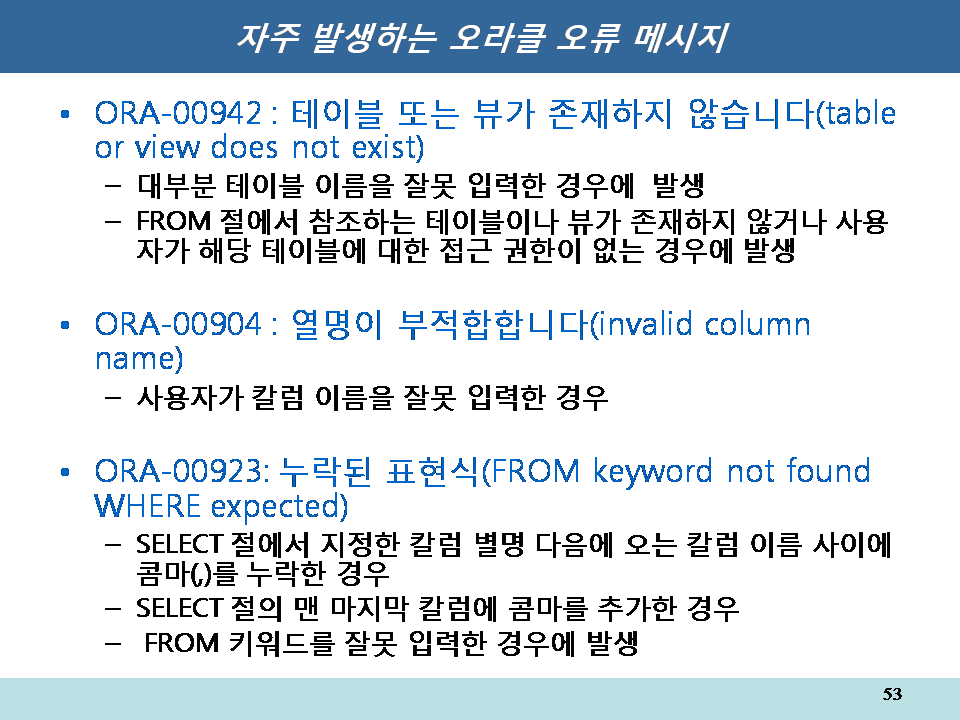 자주 발생하는 오라클 오류 메시지
• ORA-00942 : 테이블 또는 뷰가 존재하지 않습니다(table
or view does not exist)
– 대부분 테이블 이름을 잘못 입력한 경우에 발생
– FROM 절에서 참조하는 테이블이나 뷰가 존재하지 않거나 사용
자가 해당 테이블에 대한 접근 권한이 없는 경우에 발생
• ORA-00904 : 열명이 부적합합니다(invalid column
name)
– 사용자가 칼럼 이름을 잘못 입력한 경우
• ORA-00923: 누락된 표현식(FROM keyword not found
WHERE expected)
– SELECT 절에서 지정한 칼럼 별명 다음에 오는 칼럼 이름 사이에
콤마(,)를 누락한 경우
– SELECT 절의 맨 마지막 칼럼에 콤마를 추가한 경우
– FROM 키워드를 잘못 입력한 경우에 발생
53